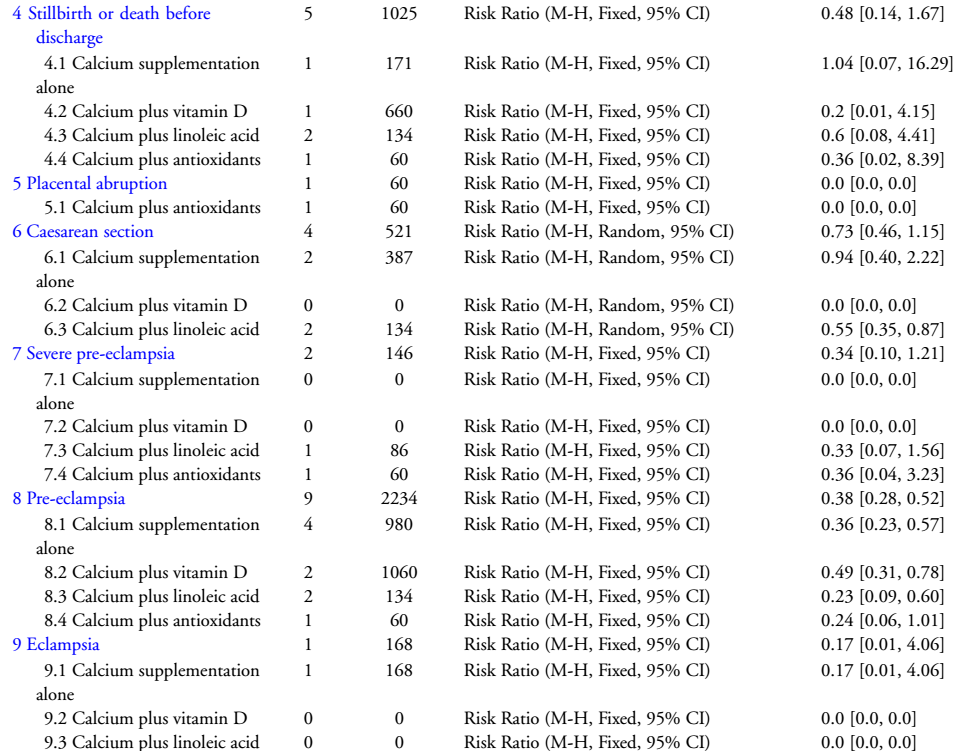 4 Stillbirth or death before 5 1025 Risk Ratio (M-H, Fixed, 95% CI) 0.48 [0.14, 1.67]
discharge
4.1 Calcium supplementation 1 171 Risk Ratio (M-H, Fixed, 95% CI) 1.04 [0.07, 16.29]
alone
4.2 Calcium plus vitamin D 1 660 Risk Ratio (M-H, Fixed, 95% CI) 0.2 [0.01, 4.15]
4.3 Calcium plus linoleic acid 2 134 Risk Ratio (M-H, Fixed, 95% CI) 0.6 [0.08, 4.41]
4.4 Calcium plus antioxidants 1 60 Risk Ratio (M-H, Fixed, 95% CI) 0.36 [0.02, 8.39]
5 Placental abruption 1 60 Risk Ratio (M-H, Fixed, 95% CI) 0.0 [0.0, 0.0]
5.1 Calcium plus antioxidants 1 60 Risk Ratio (M-H, Fixed, 95% CI) 0.0 [0.0, 0.0]
6 Caesarean section 4 521 Risk Ratio (M-H, Random, 95% CI) 0.73 [0.46, 1.15]
6.1 Calcium supplementation 2 387 Risk Ratio (M-H, Random, 95% CI) 0.94 [0.40, 2.22]
alone
6.2 Calcium plus vitamin D 0 0 Risk Ratio (M-H, Random, 95% CI) 0.0 [0.0, 0.0]
6.3 Calcium plus linoleic acid 2 134 Risk Ratio (M-H, Random, 95% CI) 0.55 [0.35, 0.87]
7 Severe pre-eclampsia 2 146 Risk Ratio (M-H, Fixed, 95% CI) 0.34 [0.10, 1.21]
7.1 Calcium supplementation 0 0 Risk Ratio (M-H, Fixed, 95% CI) 0.0 [0.0, 0.0]
alone
7.2 Calcium plus vitamin D 0 0 Risk Ratio (M-H, Fixed, 95% CI) 0.0 [0.0, 0.0]
7.3 Calcium plus linoleic acid 1 86 Risk Ratio (M-H, Fixed, 95% CI) 0.33 [0.07, 1.56]
7.4 Calcium plus antioxidants 1 60 Risk Ratio (M-H, Fixed, 95% CI) 0.36 [0.04, 3.23]
8 Pre-eclampsia 9 2234 Risk Ratio (M-H, Fixed, 95% CI) 0.38 [0.28, 0.52]
8.1 Calcium supplementation 4 980 Risk Ratio (M-H, Fixed, 95% CI) 0.36 [0.23, 0.57]
alone
8.2 Calcium plus vitamin D 2 1060 Risk Ratio (M-H, Fixed, 95% CI) 0.49 [0.31, 0.78]
8.3 Calcium plus linoleic acid 2 134 Risk Ratio (M-H, Fixed, 95% CI) 0.23 [0.09, 0.60]
8.4 Calcium plus antioxidants 1 60 Risk Ratio (M-H, Fixed, 95% CI) 0.24 [0.06, 1.01]
9 Eclampsia 1 168 Risk Ratio (M-H, Fixed, 95% CI) 0.17 [0.01, 4.06]
9.1 Calcium supplementation 1 168 Risk Ratio (M-H, Fixed, 95% CI) 0.17 [0.01, 4.06]
alone
9.2 Calcium plus vitamin D 0 0 Risk Ratio (M-H, Fixed, 95% CI) 0.0 [0.0, 0.0]
9.3 Calcium plus linoleic acid 0 0 Risk Ratio (M-H, Fixed, 95% CI) 0.0 [0.0, 0.0]